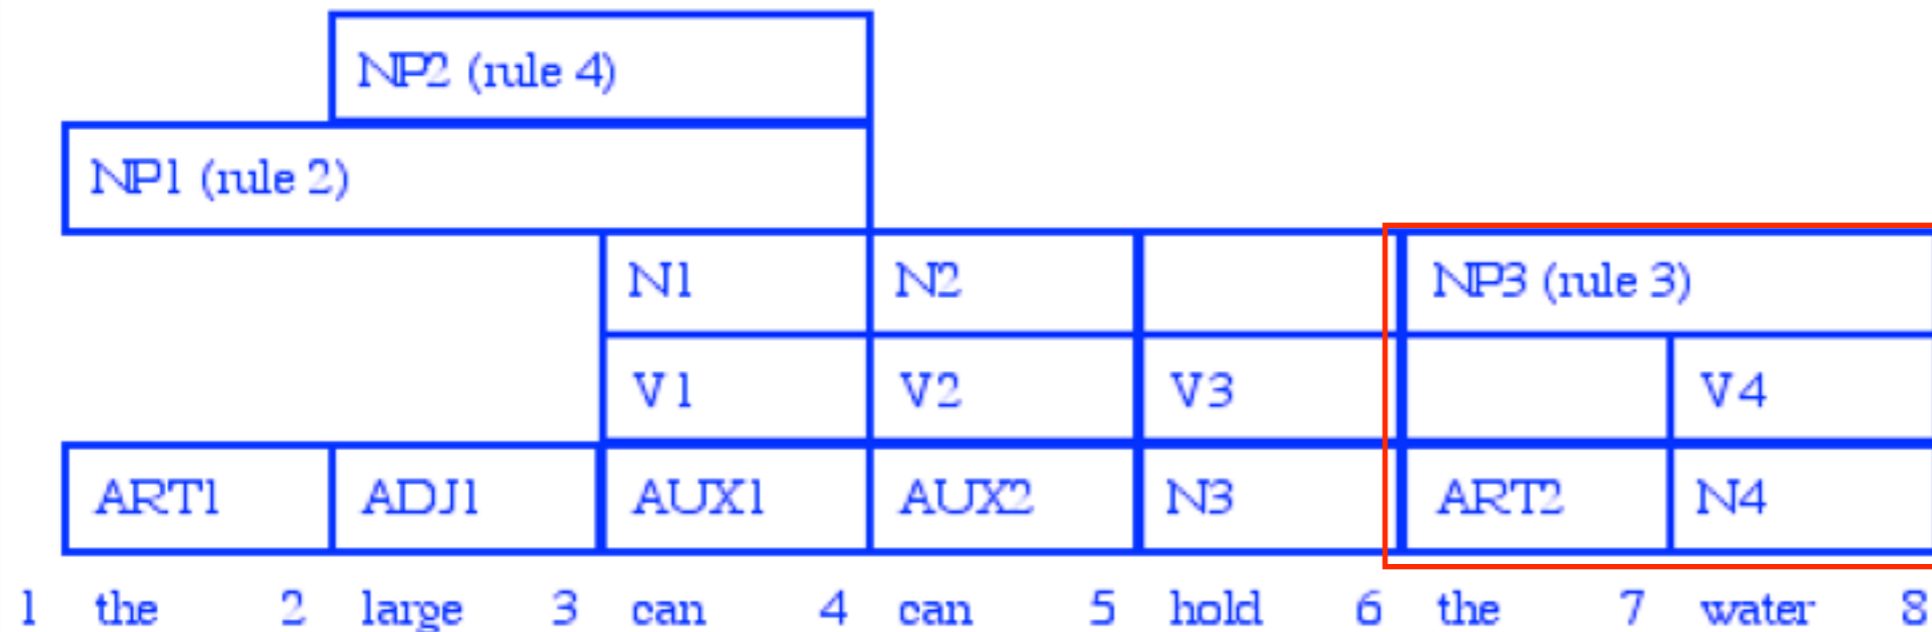 NP2 (rule 4)
NP1 (rule 2)
N1 N2 NP3 (rule 3)
V1 V2 V3 V4
ART1 ADJ1 AUX1 AUX2 N3 ART2 N4
1 the 2 large 3 can 4 can 5 hold 6 the 7 water 8